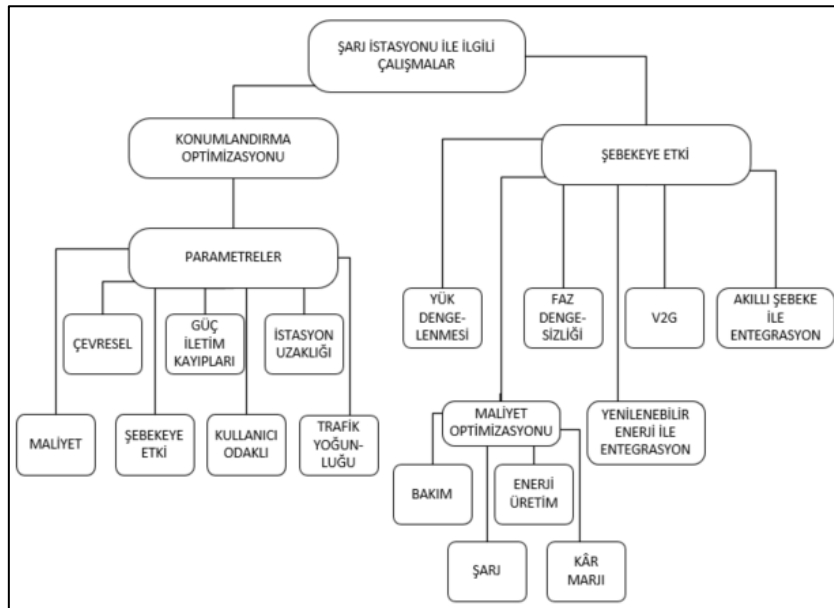 ŞARJ İSTASYONU İLE İLGİLİ
ÇALIŞMALAR
KONUMLANDIRMA
OPTİMİZASYONU
ŞEBEKEYE ETKİ
PARAMETRELER
ÇEVRESEL
GÜÇ
İLETİM
KAYIPLARI
İSTASYON
UZAKLIĞI
MALİYET
ŞEBEKEYE
ETKİ
KULLANICI
ODAKLI
TRAFİK
YOĞUN-
LUĞU
YÜK
DENGE-
LENMESİ
FAZ
DENGE-
SİZLİĞİ
V2G
AKILLI ŞEBEKE
İLE
ENTEGRASYON
MALİYET
OPTİMİZASYONU
YENİLENEBİLİR
ENERJİ İLE
ENTEGRASYON
BAKIM
ENERJİ
ÜRETİM
ŞARJ
KÂR
MARJI